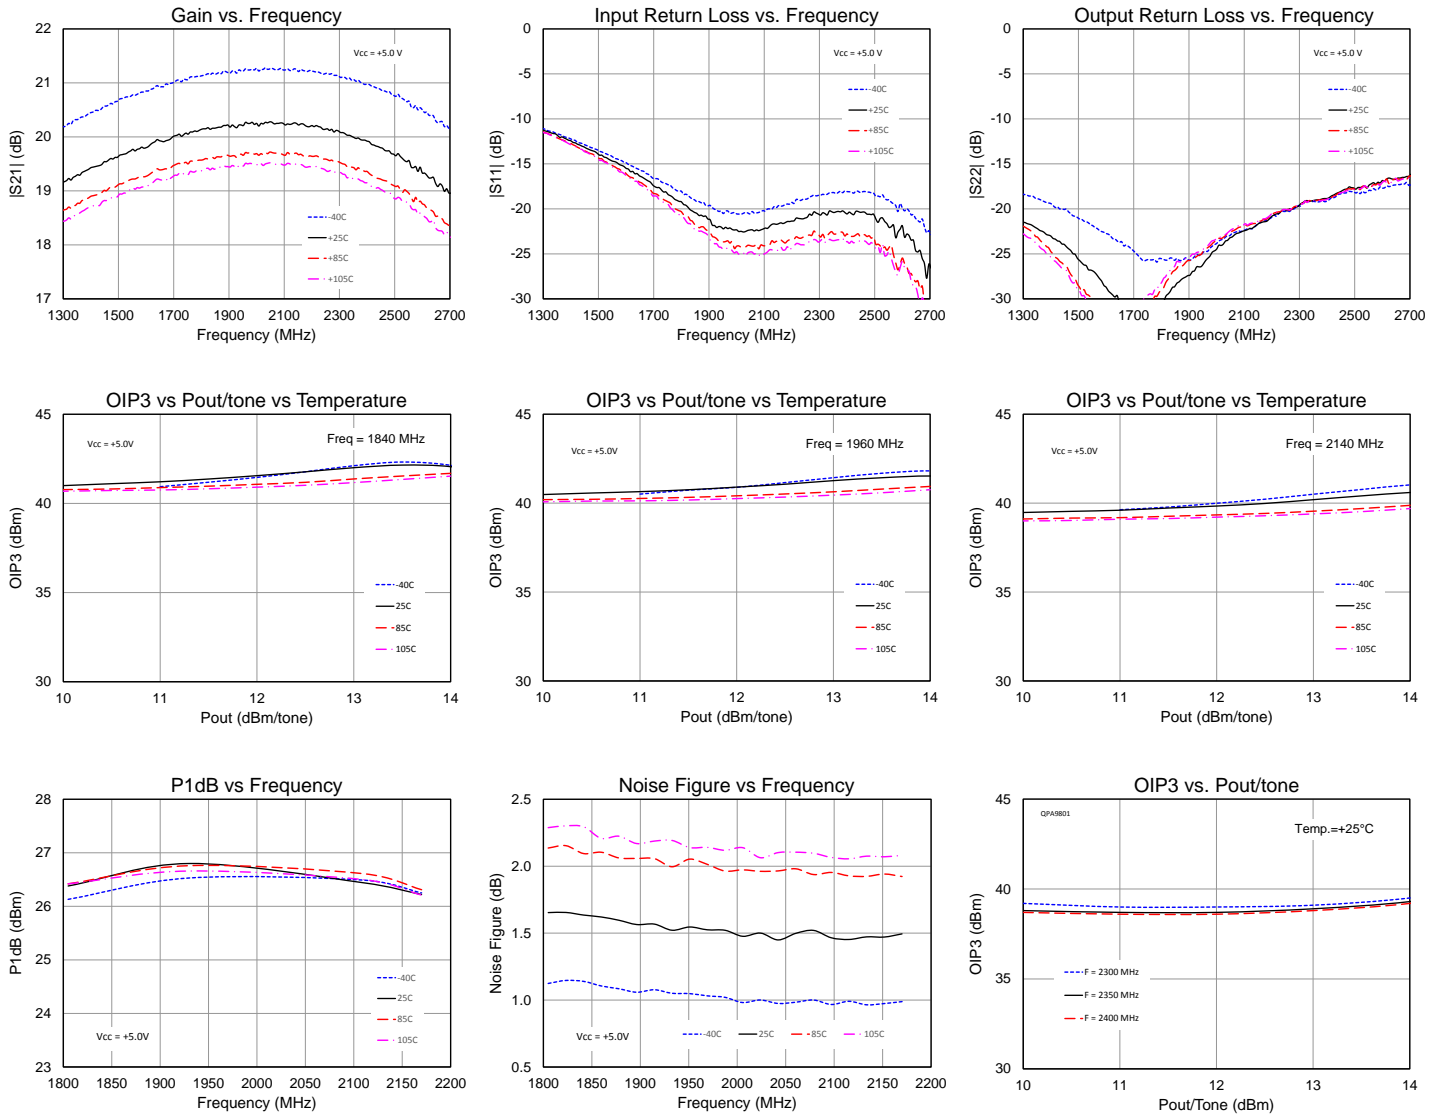 Gain vs. Frequency
22
21
20
19
18
17
|S21| (dB)
Vcc = +5.0 V
-40C
+25C
+85C
+105C
1300 1500 1700 1900 2100 2300 2500 2700
Frequency (MHz)
Input Return Loss vs. Frequency
0
-5
-10
-15
-20
-25
-30
|S11| (dB)
Vcc = +5.0 V
-40C
+25C
+85C
+105C
1300 1500 1700 1900 2100 2300 2500 2700
Frequency (MHz)
Output Return Loss vs. Frequency
0
-5
-10
-15
-20
-25
-30
|S22| (dB)
Vcc = +5.0 V
-40C
+25C
+85C
+105C
1300 1500 1700 1900 2100 2300 2500 2700
Frequency (MHz)
OIP3 vs Pout/tone vs Temperature
45
40
35
30
OIP3 (dBm)
Vcc = +5.0V
Freq = 1840 MHz
-40C
25C
85C
105C
10 11 12 13 14
Pout (dBm/tone)
OIP3 vs Pout/tone vs Temperature
45
40
35
30
OIP3 (dBm)
Vcc = +5.0V
Freq = 1960 MHz
-40C
25C
85C
105C
10 11 12 13 14
Pout (dBm/tone)
OIP3 vs Pout/tone vs Temperature
45
40
35
30
OIP3 (dBm)
Vcc = +5.0V
Freq = 2140 MHz
-40C
25C
85C
105C
10 11 12 13 14
Pout (dBm/tone)
P1dB vs Frequency
28
27
26
25
24
23
P1dB (dBm)
-40C
25C
85C
105C
Vcc = +5.0V
1800 1850 1900 1950 2000 2050 2100 2150 2200
Frequency (MHz)
Noise Figure vs Frequency
2.5
2.0
1.5
1.0
0.5
Noise Figure (dB)
Vcc = +5.0V
-40C 25C 85C 105C
1800 1850 1900 1950 2000 2050 2100 2150 2200
Frequency (MHz)
OIP3 vs. Pout/tone
45
40
35
30
OIP3 (dBm)
QPA9801
Temp.=+25°C
F = 2300 MHz
F = 2350 MHz
F = 2400 MHz
10 11 12 13 14
Pout/Tone (dBm)